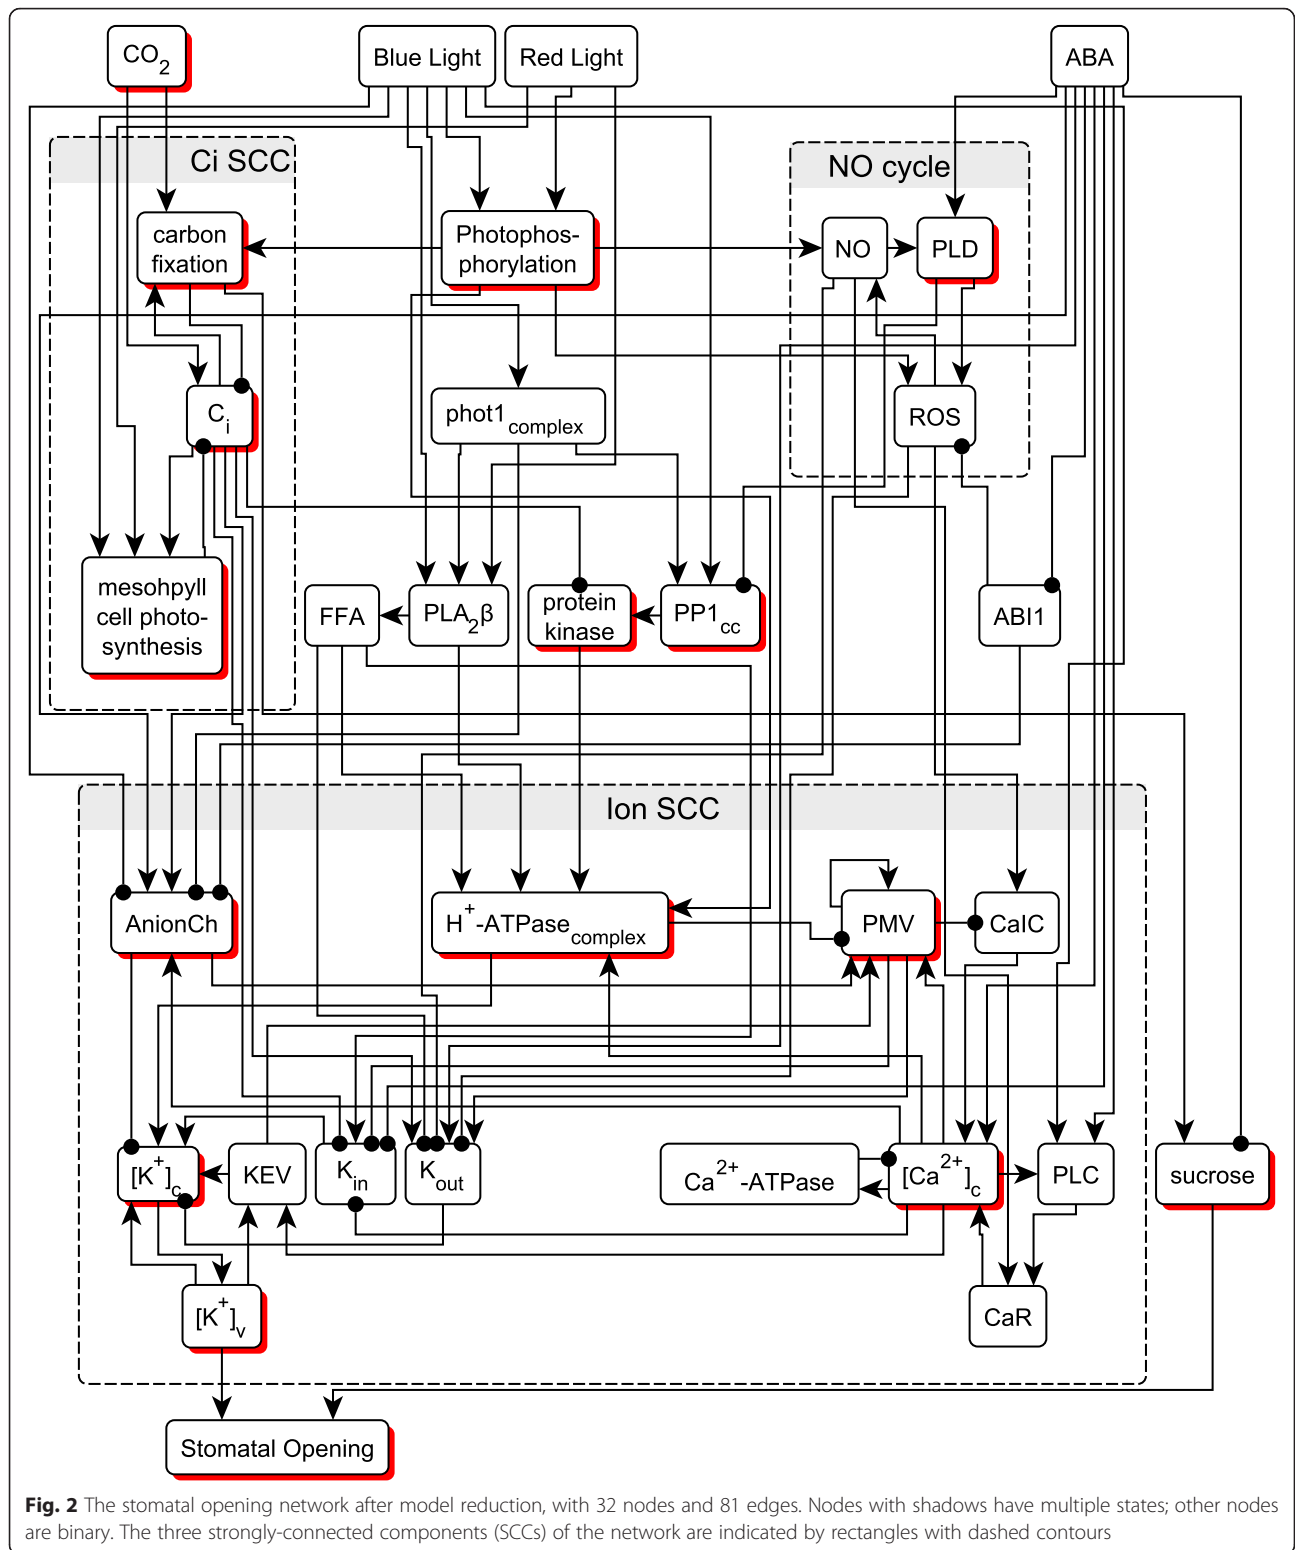 CO2
Blue Light
Red Light
ABA
Ci SCC
NO cycle
carbon
fixation
Photophos-
phorylation
NO
PLD
Ci
phot1complex
ROS
mesohpyll
cell photo-
synthesis
FFA
PLA2β
protein
kinase
PP1cc
ABI1
Ion SCC
AnionCh
H+-ATPasecomplex
PMV
CaIC
[K+]c
KEV
Kin
Kout
Ca2+-ATPase
[Ca2+]c
PLC
sucrose
[K+]v
CaR
Stomatal Opening
Fig. 2 The stomatal opening network after model reduction, with 32 nodes and 81 edges. Nodes with shadows have multiple states; other nodes
are binary. The three strongly-connected components (SCCs) of the network are indicated by rectangles with dashed contours